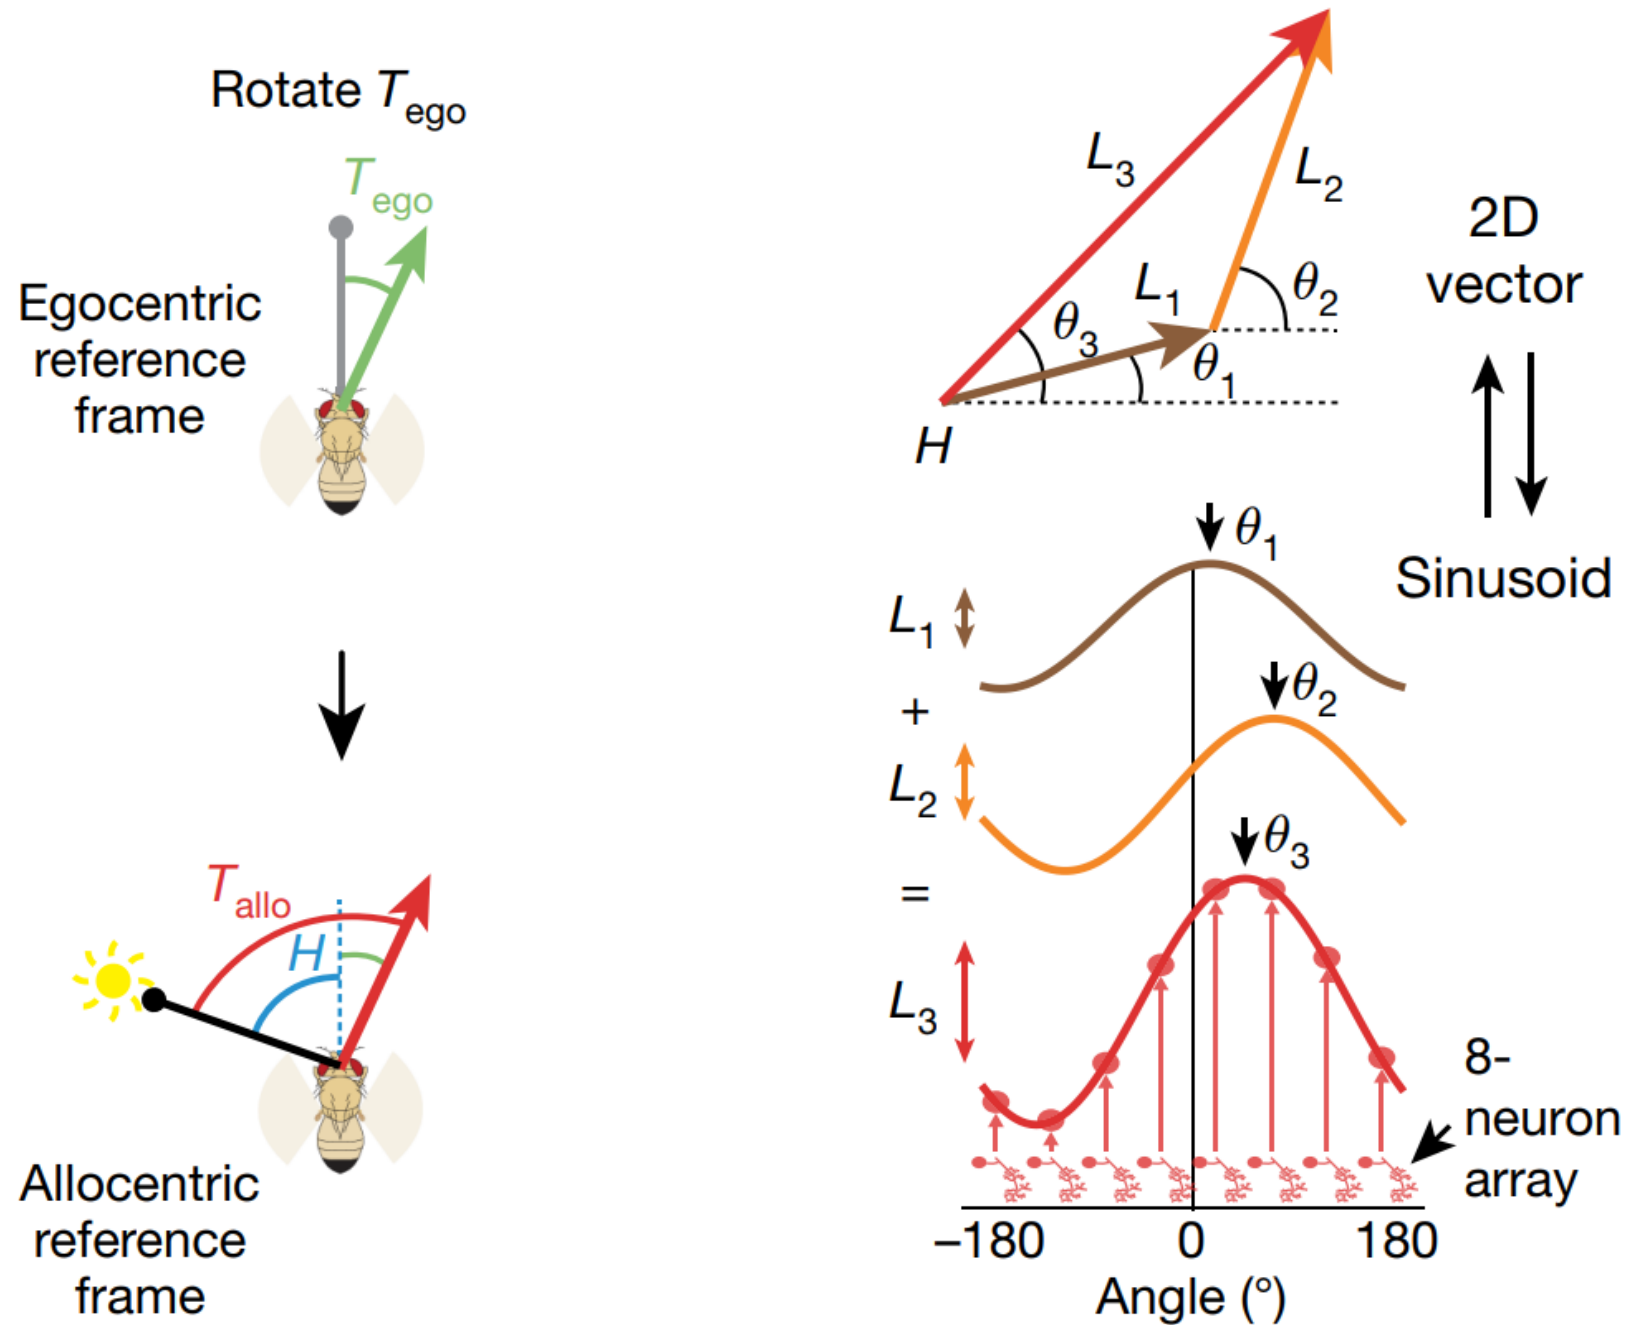 Rotate T_ego
T_ego
Egocentric
reference
frame
T_allo
H
Allocentric
reference
frame
L_3
L_2
L_1
θ_3
θ_2
θ_1
H
2D
vector
Sinusoid
θ_1
L_1
+
θ_2
L_2
=
θ_3
L_3
8-
neuron
array
−180 0 180
Angle (°)